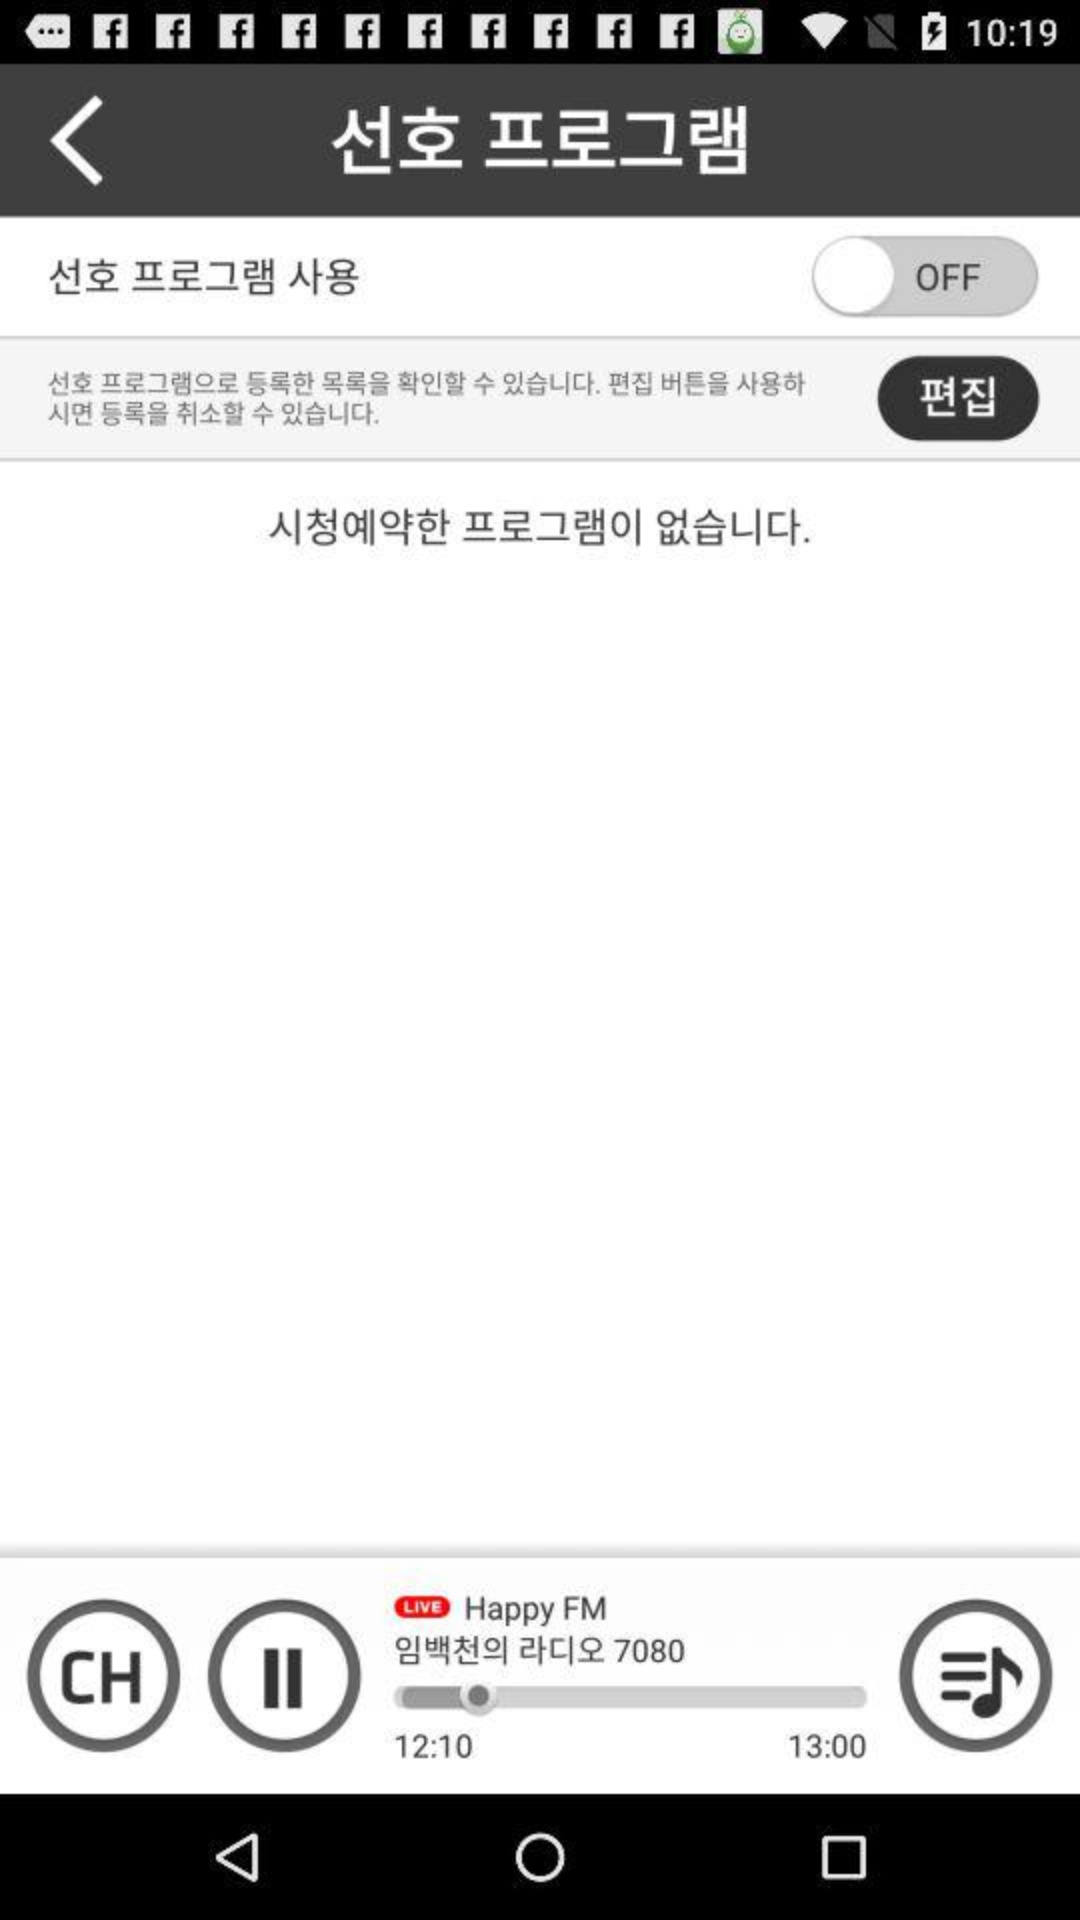 10:19
선호 프로그램
선호 프로그램 사용
OFF
선호 프로그램으로 등록한 목록을 확인할 수 있습니다. 편집 버튼을 사용하
시면 등록을 취소할 수 있습니다.
편집
시청예약한 프로그램이 없습니다.
CH
LIVE Happy FM
임백천의 라디오 7080
12:10 13:00